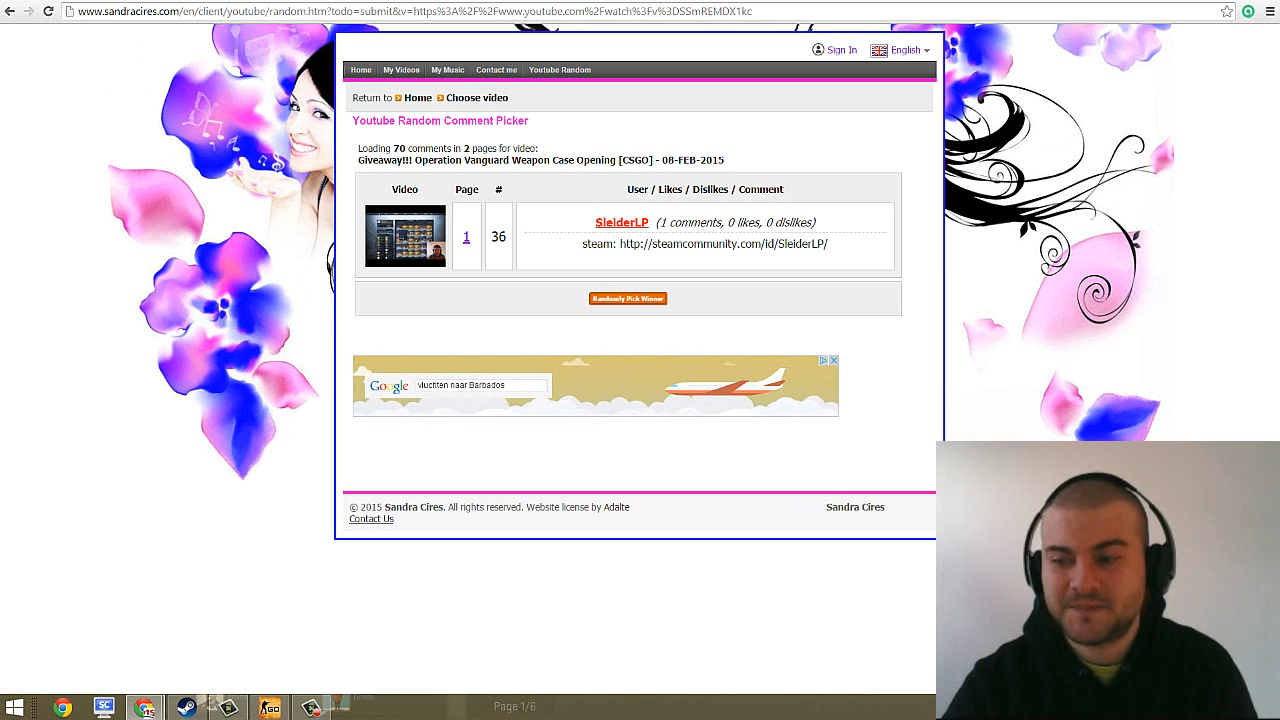 www.sandracires.com/en/client/youtube/random.htm?todo=submit&v=https%3A%2F%2Fwww.youtube.com%2Fwatch%3Fv%3DSSmREMDX1kc
Sign In English
Home My Videos My Music Contact me Youtube Random
Return to Home Choose video
Youtube Random Comment Picker
Loading 70 comments in 2 pages for video:
Giveaway!!! Operation Vanguard Weapon Case Opening [CSGO] - 08-FEB-2015
Video Page # User / Likes / Dislikes / Comment
1 36 SleiderLP (1 comments, 0 likes, 0 dislikes)
steam: http://steamcommunity.com/id/SleiderLP/
Randomly Pick Winner
Google vluchten naar Barbados
© 2015 Sandra Cires. All rights reserved. Website license by Adalte Sandra Cires
Contact Us
SC GO Page 1/6